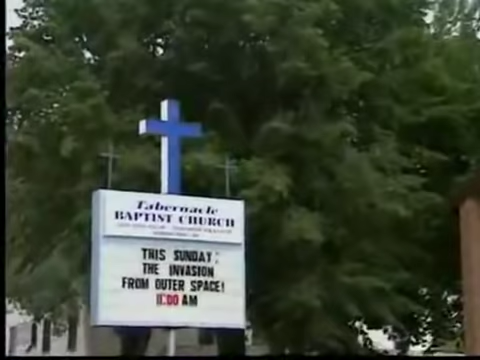 Tabernacle
BAPTIST CHURCH
THIS SUNDAY:
THE INVASION
FROM OUTER SPACE!
11:00 AM